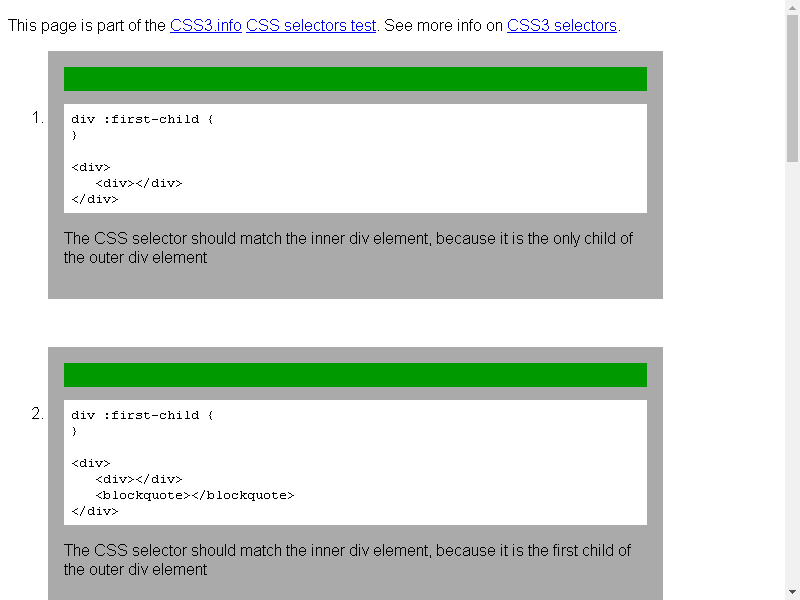 This page is part of the CSS3.info CSS selectors test. See more info on CSS3 selectors.
1.
div :first-child {
}
<div>
<div></div>
</div>
The CSS selector should match the inner div element, because it is the only child of
the outer div element
2.
div :first-child {
}
<div>
<div></div>
<blockquote></blockquote>
</div>
The CSS selector should match the inner div element, because it is the first child of
the outer div element